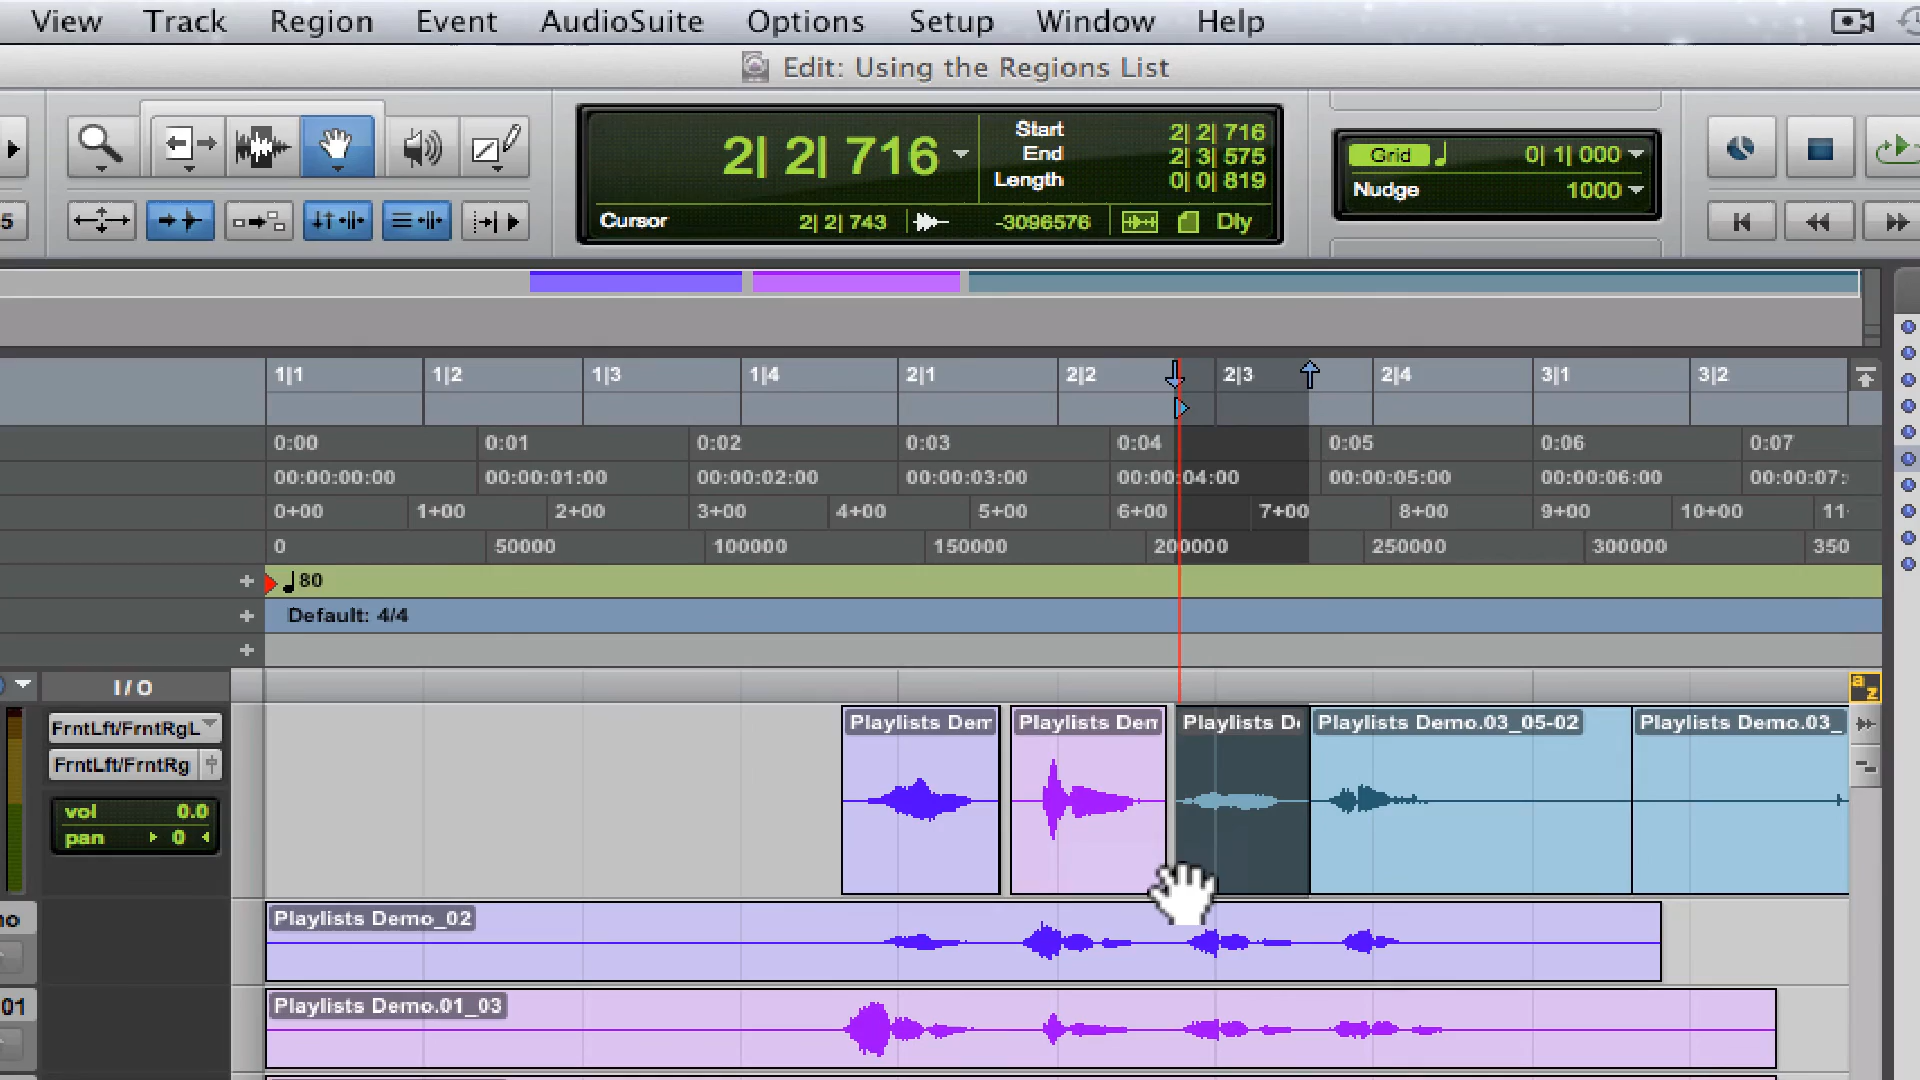 View Track Region Event AudioSuite Options Setup Window Help
Edit: Using the Regions List
2| 2| 716
Start 2| 2| 716
End 2| 3| 575
Length 0| 0| 819
Cursor 2| 2| 743 -3096576 Dly
Grid 0| 1| 000
Nudge 1000
5
1|1 1|2 1|3 1|4 2|1 2|2 2|3 2|4 3|1 3|2
0:00 0:01 0:02 0:03 0:04 0:05 0:06 0:07
00:00:00:00 00:00:01:00 00:00:02:00 00:00:03:00 00:00:04:00 00:00:05:00 00:00:06:00 00:00:07:
0+00 1+00 2+00 3+00 4+00 5+00 6+00 7+00 8+00 9+00 10+00 11
0 50000 100000 150000 200000 250000 300000 350
+ 80
+ Default: 4/4
+
I/O
a z
FrntLft/FrntRgL
FrntLft/FrntRg
vol 0.0
pan 0
Playlists Dem Playlists Dem Playlists D Playlists Demo.03_05-02 Playlists Demo.03_
no
Playlists Demo_02
01
Playlists Demo.01_03